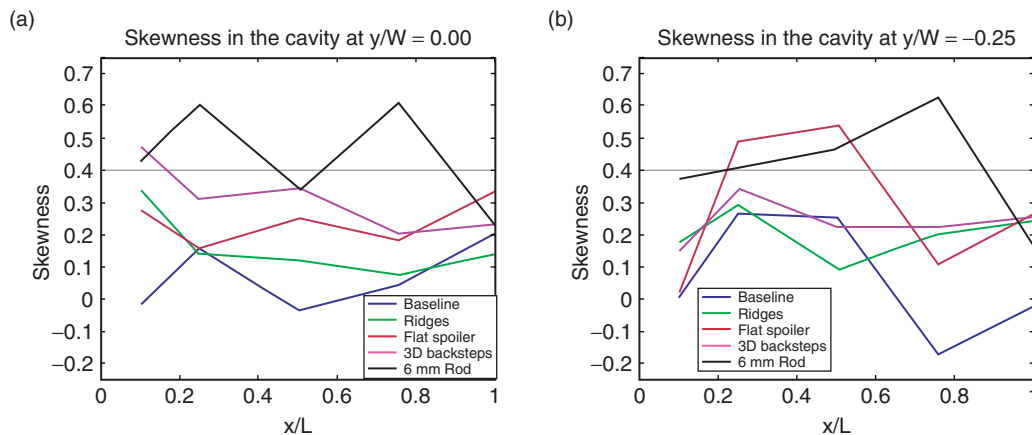 (a)
Skewness in the cavity at y/W = 0.00
0.7
0.6
0.5
0.4
0.3
0.2
0.1
0
−0.1
−0.2
Skewness
Baseline
Ridges
Flat spoiler
3D backsteps
6 mm Rod
0 0.2 0.4 0.6 0.8 1
x/L
(b)
Skewness in the cavity at y/W = −0.25
0.7
0.6
0.5
0.4
0.3
0.2
0.1
0
−0.1
−0.2
Skewness
Baseline
Ridges
Flat spoiler
3D backsteps
6 mm Rod
0 0.2 0.4 0.6 0.8 1
x/L